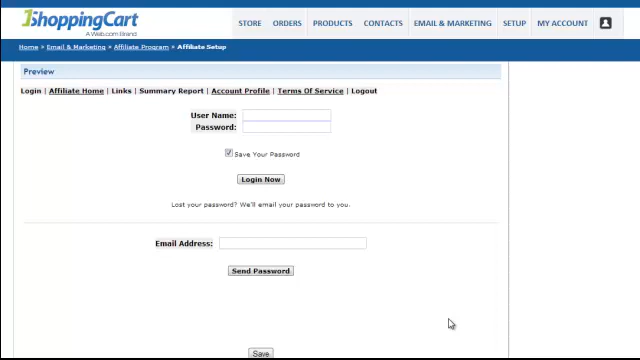 1ShoppingCart
A Web.com Brand
STORE ORDERS PRODUCTS CONTACTS EMAIL & MARKETING SETUP MY ACCOUNT
Home » Email & Marketing » Affiliate Program » Affiliate Setup
Preview
Login | Affiliate Home | Links | Summary Report | Account Profile | Terms Of Service | Logout
User Name:
Password:
Save Your Password
Login Now
Lost your password? We'll email your password to you.
Email Address:
Send Password
Save